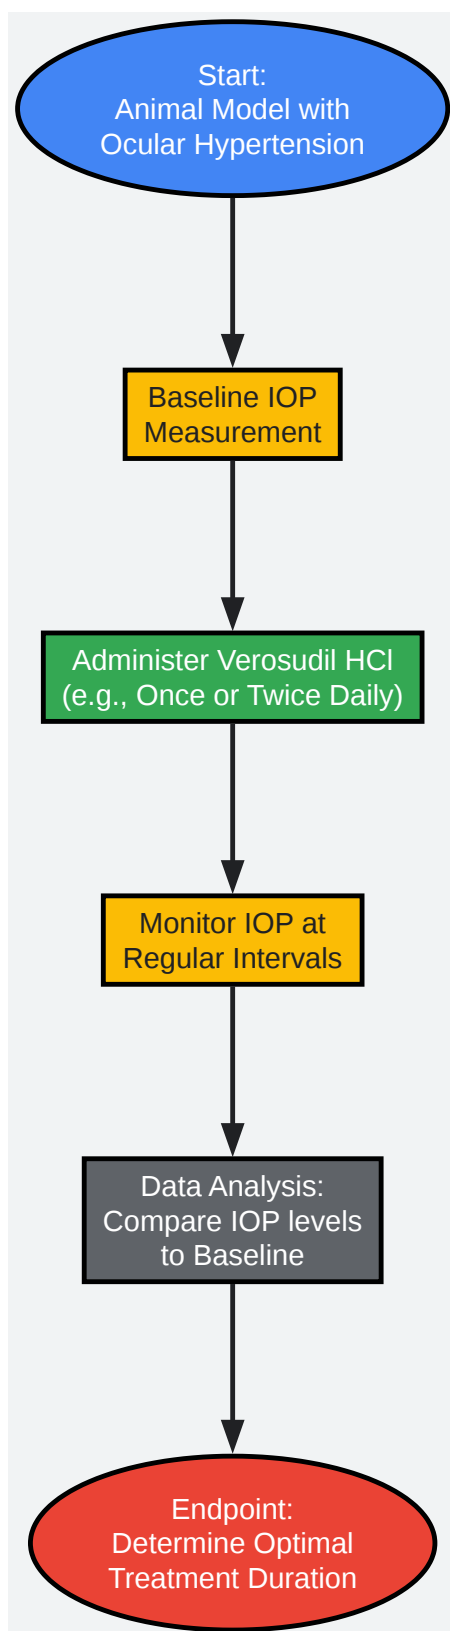 Start:
Animal Model with
Ocular Hypertension
Baseline IOP
Measurement
Administer Verosudil HCl
(e.g., Once or Twice Daily)
Monitor IOP at
Regular Intervals
Data Analysis:
Compare IOP levels
to Baseline
Endpoint:
Determine Optimal
Treatment Duration